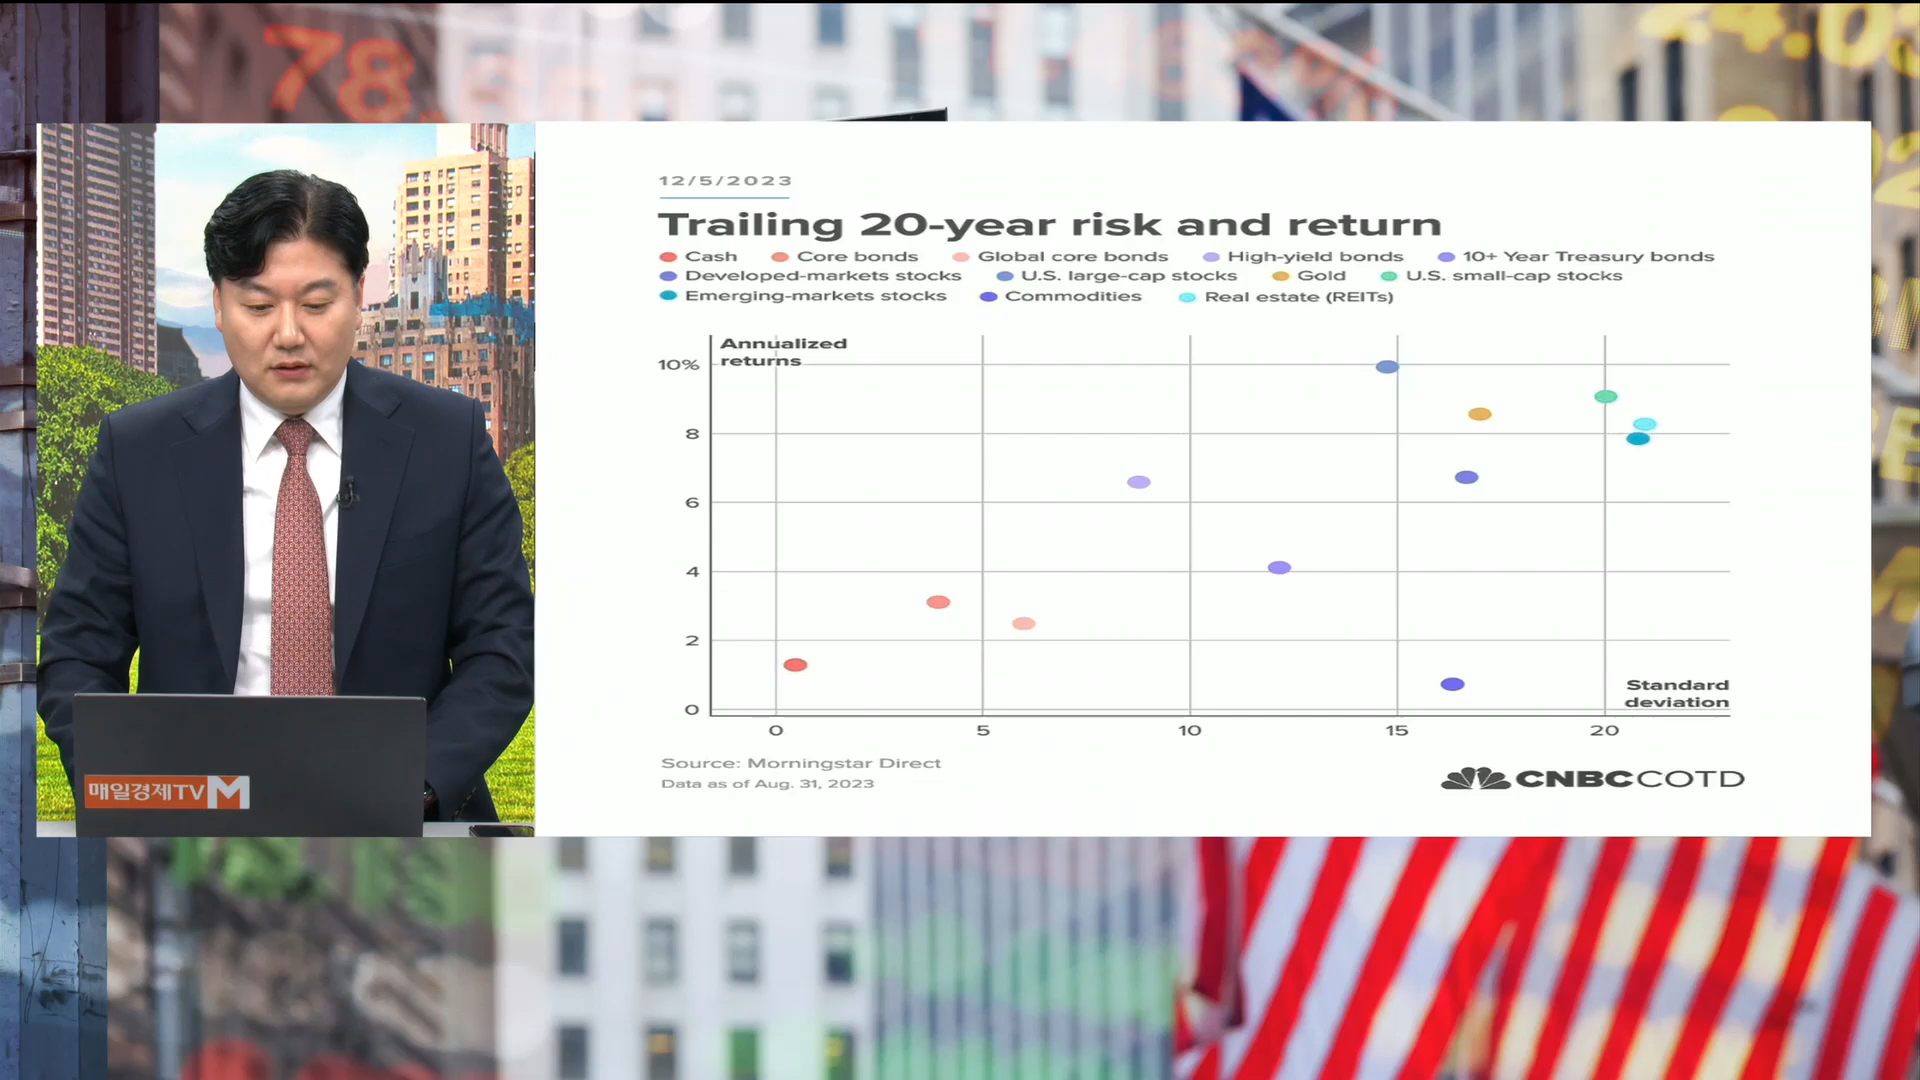 78.
24.0
12/5/2023
Trailing 20-year risk and return
Cash Core bonds Global core bonds High-yield bonds 10+ Year Treasury bonds
Developed-markets stocks U.S. large-cap stocks Gold U.S. small-cap stocks
Emerging-markets stocks Commodities Real estate (REITs)
Annualized
returns
10%
8
6
4
2
0
Standard
deviation
0 5 10 15 20
Source: Morningstar Direct
Data as of Aug. 31, 2023
CNBCCOTD
매일경제TV M